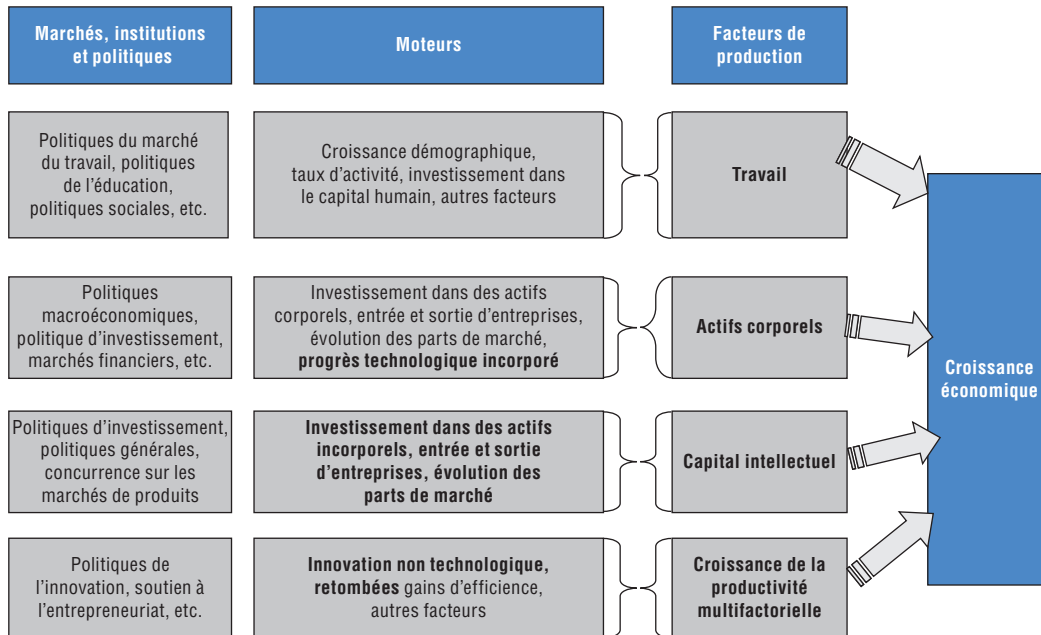 Marchés, institutions
et politiques
Moteurs
Facteurs de
production
Politiques du marché
du travail, politiques
de l'éducation,
politiques sociales, etc.
Croissance démographique,
taux d'activité, investissement dans
le capital humain, autres facteurs
Travail
Politiques
macroéconomiques,
politique d'investissement,
marchés financiers, etc.
Investissement dans des actifs
corporels, entrée et sortie d'entreprises,
évolution des parts de marché,
progrès technologique incorporé
Actifs corporels
Croissance
économique
Politiques d'investissement,
politiques générales,
concurrence sur les
marchés de produits
Investissement dans des actifs
incorporels, entrée et sortie
d'entreprises, évolution des
parts de marché
Capital intellectuel
Politiques de
l'innovation, soutien à
l'entrepreneuriat, etc.
Innovation non technologique,
retombées gains d'efficience,
autres facteurs
Croissance de la
productivité
multifactorielle